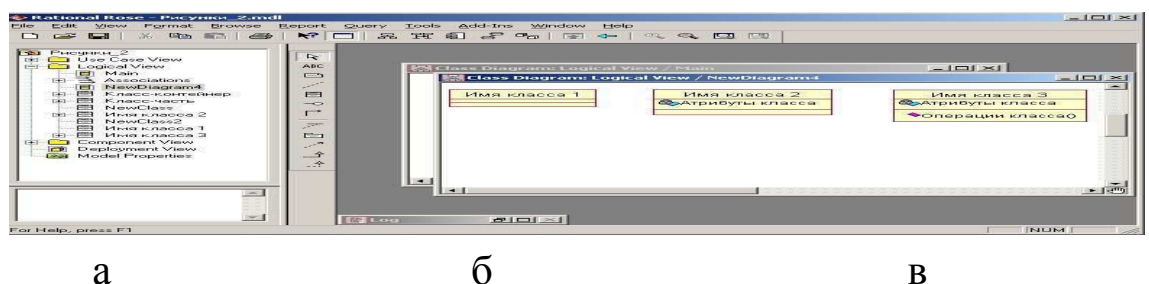 Rational Rose - Рисунки_2.mdl
File Edit View Format Browse Report Query Tools Add-Ins Window Help
Рисунки_2
Use Case View
Logical View
Main
Associations
NewDiagram4
Класс-контейнер
Класс-часть
NewClass
Имя класса 2
NewClass2
Имя класса 1
Имя класса 3
Component View
Deployment View
Model Properties
ABC
Class Diagram: Logical View / Main
Class Diagram: Logical View / NewDiagram4
Имя класса 1
Имя класса 2
Атрибуты класса
Имя класса 3
Атрибуты класса
Операции класса()
Log
For Help, press F1
NUM
а б в